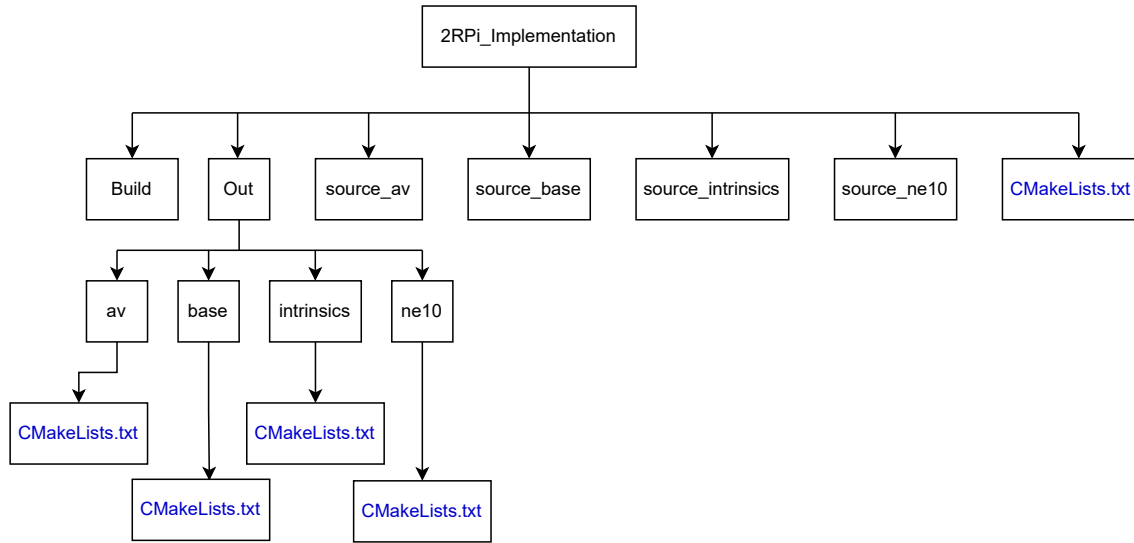 2RPi_Implementation
Build
Out
source_av
source_base
source_intrinsics
source_ne10
CMakeLists.txt
av
base
intrinsics
ne10
CMakeLists.txt
CMakeLists.txt
CMakeLists.txt
CMakeLists.txt